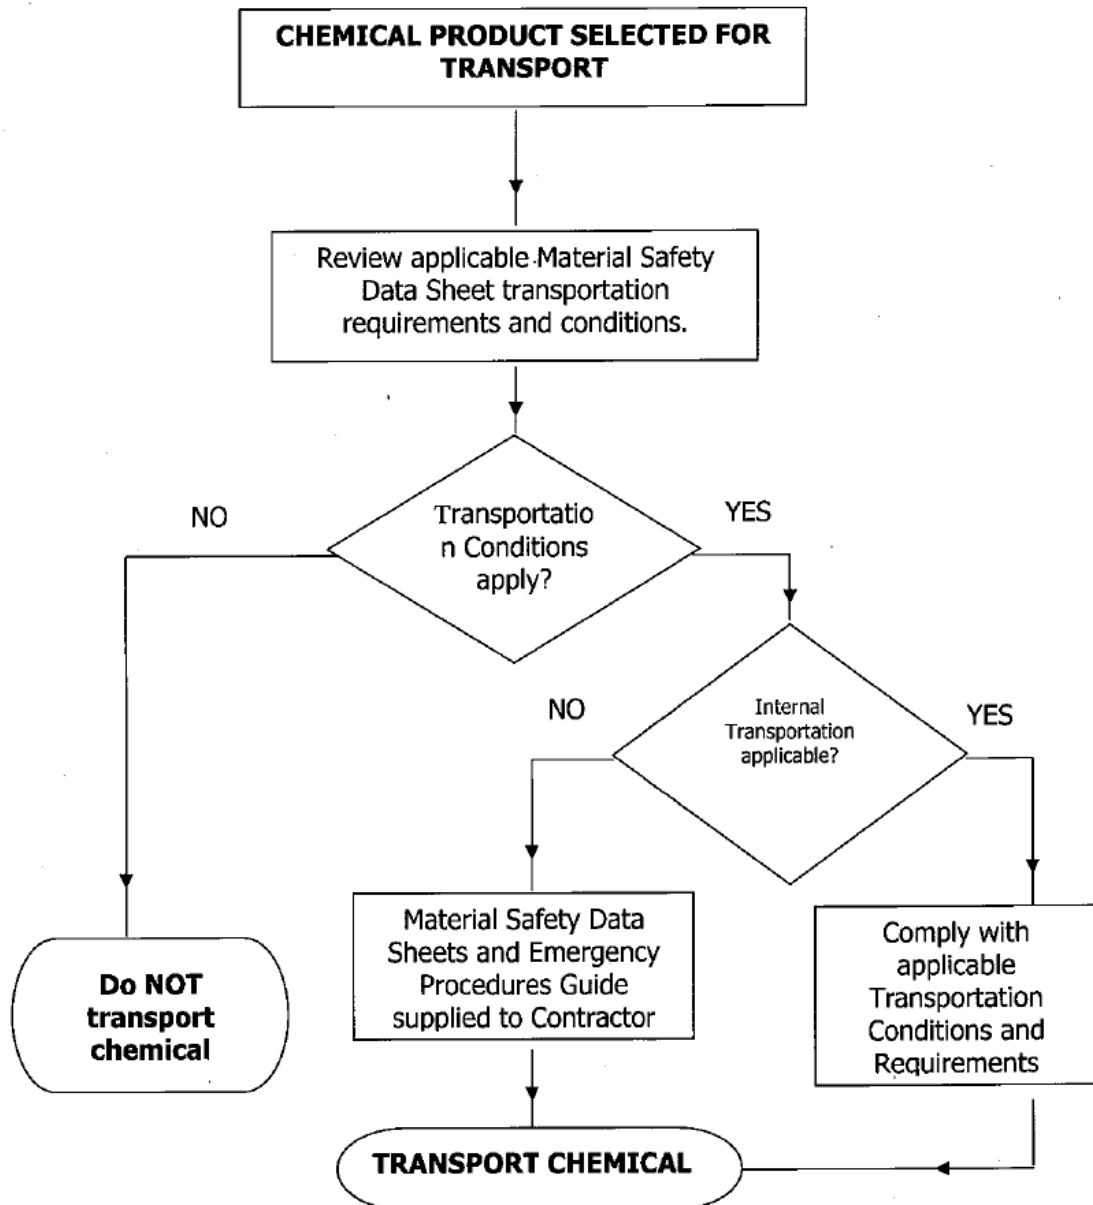 CHEMICAL PRODUCT SELECTED FOR
TRANSPORT
Review applicable Material Safety
Data Sheet transportation
requirements and conditions.
NO
Transportatio
n Conditions
apply?
YES
NO
Internal
Transportation
applicable?
YES
Do NOT
transport
chemical
Material Safety Data
Sheets and Emergency
Procedures Guide
supplied to Contractor
Comply with
applicable
Transportation
Conditions and
Requirements
TRANSPORT CHEMICAL